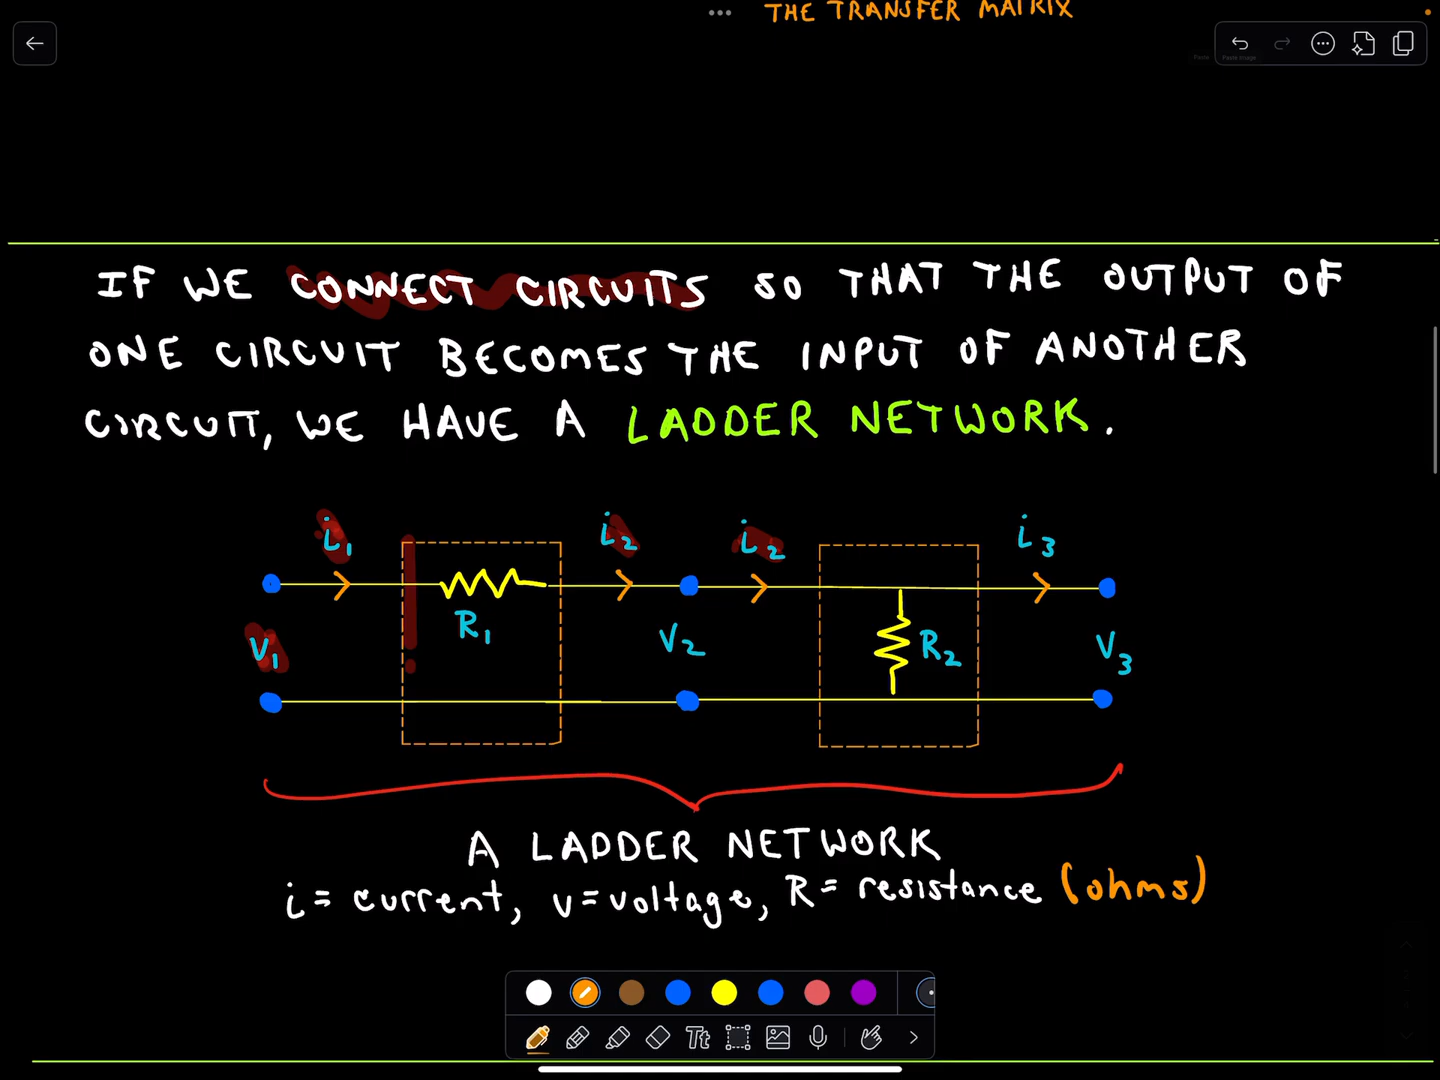 THE TRANSFER MATRIX
IF WE CONNECT CIRCUITS SO THAT THE OUTPUT OF
ONE CIRCUIT BECOMES THE INPUT OF ANOTHER
CIRCUIT, WE HAVE A LADDER NETWORK.
i₁ i₂ i₂ i₃
R₁
V₁ V₂ R₂ V₃
A LADDER NETWORK
i = current, v = voltage, R = resistance (ohms)
Tt